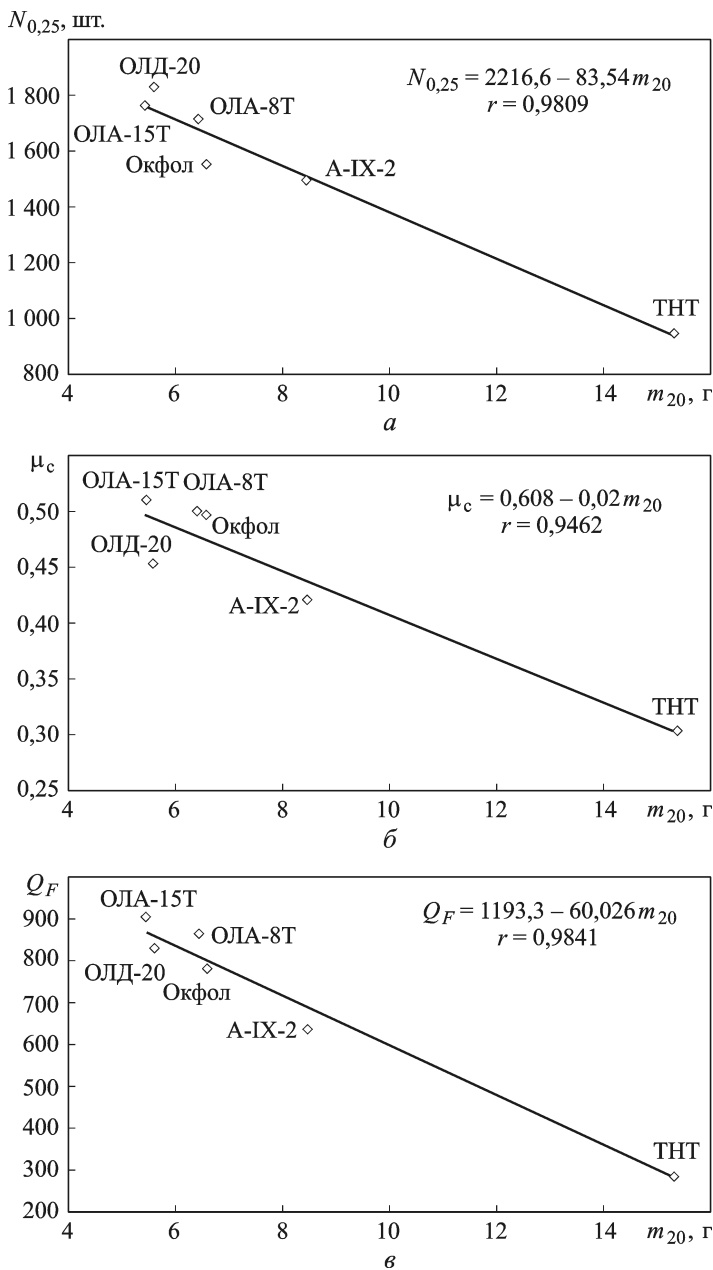 N0,25, шт.
ОЛД-20
N0,25 = 2216,6 – 83,54m20
1 800
ОЛА-8Т
r = 0,9809
ОЛА-15Т
1 600
Окфол
А-IX-2
1 400
1 200
1 000
ТНТ
800
4 6 8 10 12 14 m20, г
а
μс
ОЛА-15Т
ОЛА-8Т
μс = 0,608 – 0,02m20
0,50
Окфол
r = 0,9462
ОЛД-20
0,45
А-IX-2
0,40
0,35
ТНТ
0,30
0,25
4 6 8 10 12 14 m20, г
б
QF
ОЛА-15Т
QF = 1193,3 – 60,026m20
900
ОЛА-8Т
r = 0,9841
800
ОЛД-20
Окфол
700
А-IX-2
600
500
400
ТНТ
300
200
4 6 8 10 12 14 m20, г
в